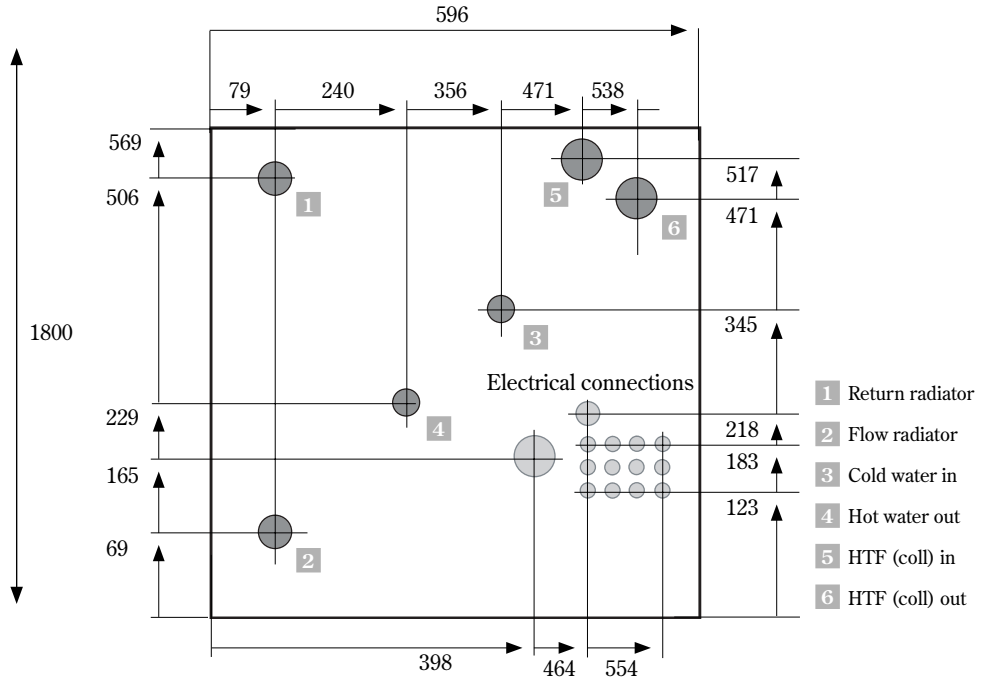 596
79 240 356 471 538
569
506
1800
229
165
69
517
471
345
218
183
123
1
5
6
3
Electrical connections
4
2
398 464 554
1 Return radiator
2 Flow radiator
3 Cold water in
4 Hot water out
5 HTF (coll) in
6 HTF (coll) out